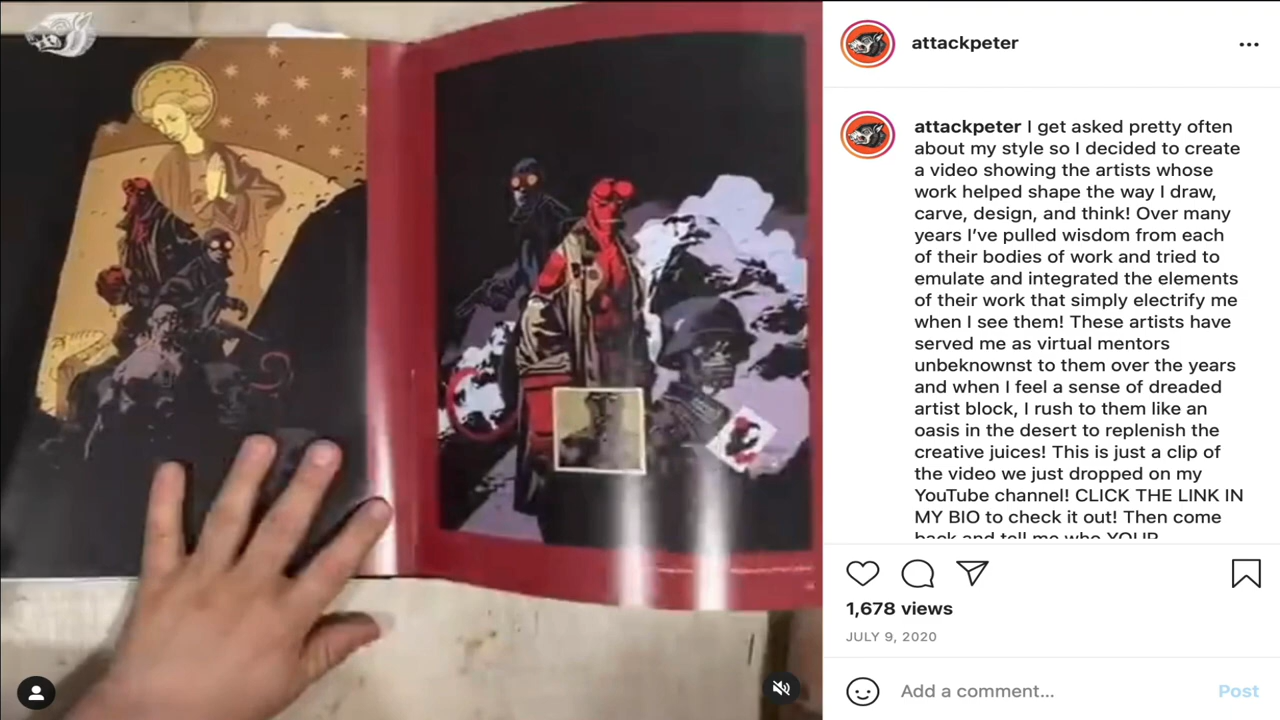 attackpeter
attackpeter I get asked pretty often
about my style so I decided to create
a video showing the artists whose
work helped shape the way I draw,
carve, design, and think! Over many
years I’ve pulled wisdom from each
of their bodies of work and tried to
emulate and integrated the elements
of their work that simply electrify me
when I see them! These artists have
served me as virtual mentors
unbeknownst to them over the years
and when I feel a sense of dreaded
artist block, I rush to them like an
oasis in the desert to replenish the
creative juices! This is just a clip of
the video we just dropped on my
YouTube channel! CLICK THE LINK IN
MY BIO to check it out! Then come
back and tell me who YOUR
1,678 views
JULY 9, 2020
Add a comment...
Post